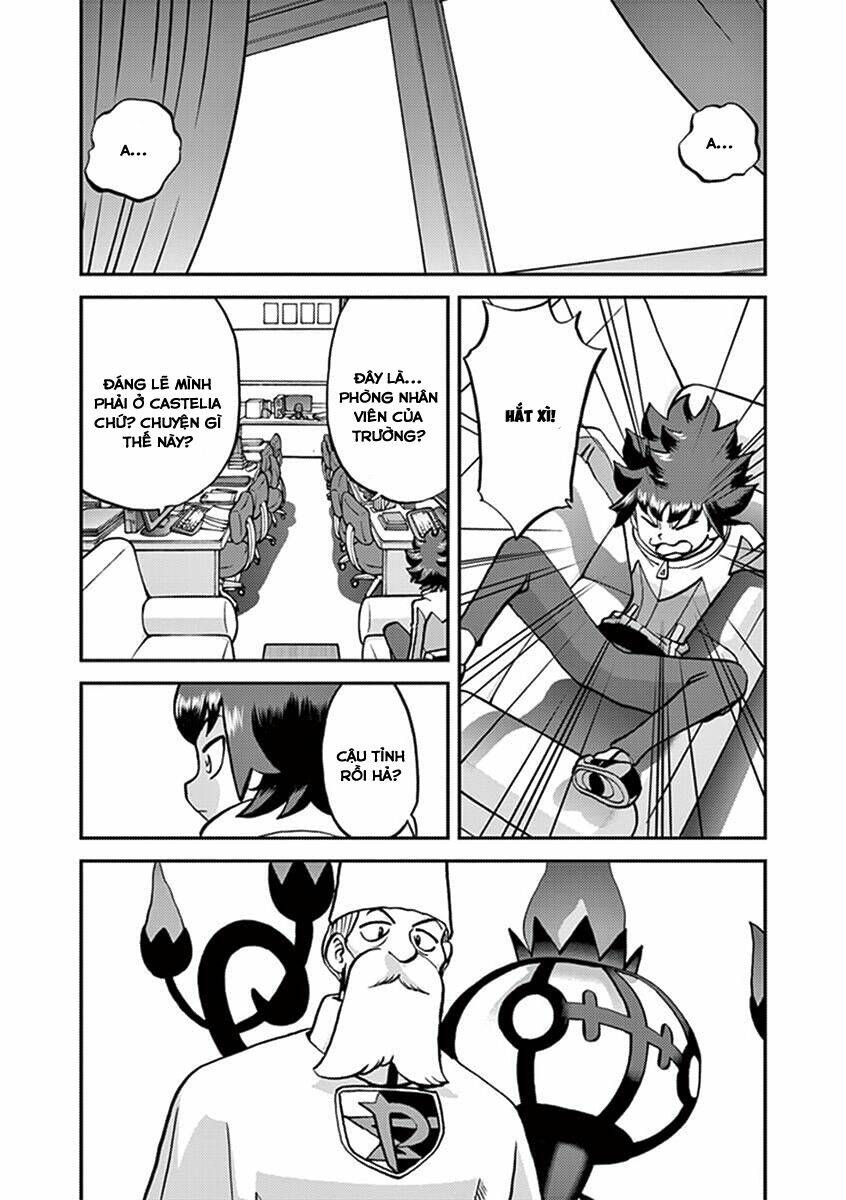 A...
A...
HẮT XÌ!
ĐÂY LÀ...
PHÒNG NHÂN
VIÊN CỦA
TRƯỜNG?
ĐÁNG LẼ MÌNH
PHẢI Ở CASTELIA
CHỨ? CHUYỆN GÌ
THẾ NÀY?
CẬU TỈNH
RỒI HẢ?
P